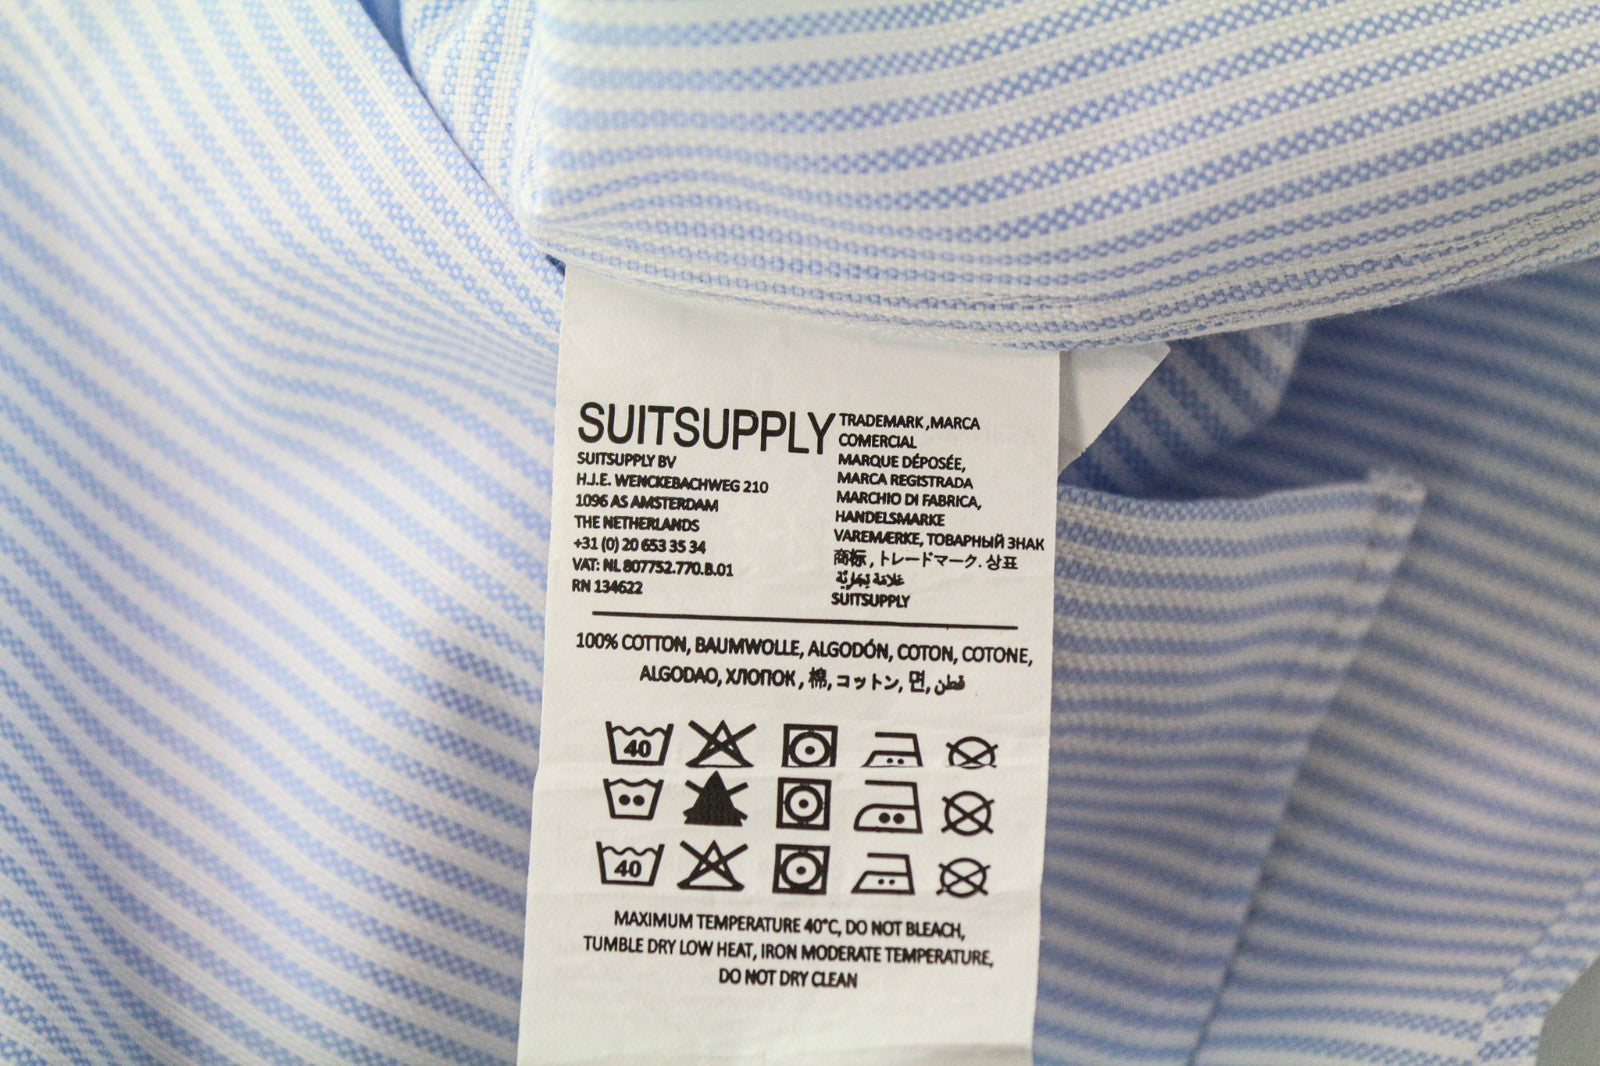 SUITSUPPLY
SUITSUPPLY BV
H.J.E. WENCKEBACHWEG 210
1096 AS AMSTERDAM
THE NETHERLANDS
+31 (0) 20 653 35 34
VAT: NL 807752.770.B.01
RN 134622
TRADEMARK ,MARCA
COMERCIAL
MARQUE DÉPOSÉE,
MARCA REGISTRADA
MARCHIO DI FABRICA,
HANDELSMARKE
VAREMÆRKE, ТОВАРНЫЙ ЗНАК
商标 , トレードマーク. 상표
SUITSUPPLY
100% COTTON, BAUMWOLLE, ALGODÓN, COTON, COTONE,
ALGODAO, ХЛОПОК , 棉, コットン, 면, قطن
40
40
MAXIMUM TEMPERATURE 40°C, DO NOT BLEACH,
TUMBLE DRY LOW HEAT, IRON MODERATE TEMPERATURE,
DO NOT DRY CLEAN